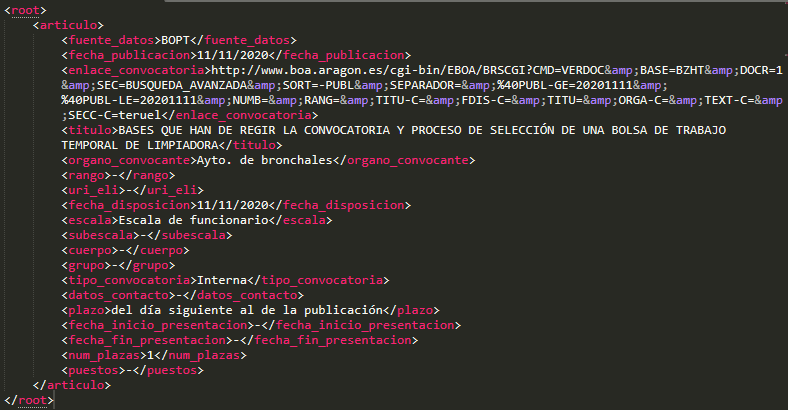 <root>
<articulo>
<fuente_datos>BOPT</fuente_datos>
<fecha_publicacion>11/11/2020</fecha_publicacion>
<enlace_convocatoria>http://www.boa.aragon.es/cgi-bin/EBOA/BRSCGI?CMD=VERDOC&amp;BASE=BZHT&amp;DOCR=1
&amp;SEC=BUSQUEDA_AVANZADA&amp;SORT=-PUBL&amp;SEPARADOR=&amp;%40PUBL-GE=20201111&amp;
%40PUBL-LE=20201111&amp;NUMB=&amp;RANG=&amp;TITU-C=&amp;FDIS-C=&amp;TITU=&amp;ORGA-C=&amp;TEXT-C=&amp
;SECC-C=teruel</enlace_convocatoria>
<titulo>BASES QUE HAN DE REGIR LA CONVOCATORIA Y PROCESO DE SELECCIÓN DE UNA BOLSA DE TRABAJO
TEMPORAL DE LIMPIADORA</titulo>
<organo_convocante>Ayto. de bronchales</organo_convocante>
<rango>-</rango>
<uri_eli>-</uri_eli>
<fecha_disposicion>11/11/2020</fecha_disposicion>
<escala>Escala de funcionario</escala>
<subescala>-</subescala>
<cuerpo>-</cuerpo>
<grupo>-</grupo>
<tipo_convocatoria>Interna</tipo_convocatoria>
<datos_contacto>-</datos_contacto>
<plazo>del día siguiente al de la publicación</plazo>
<fecha_inicio_presentacion>-</fecha_inicio_presentacion>
<fecha_fin_presentacion>-</fecha_fin_presentacion>
<num_plazas>1</num_plazas>
<puestos>-</puestos>
</articulo>
</root>